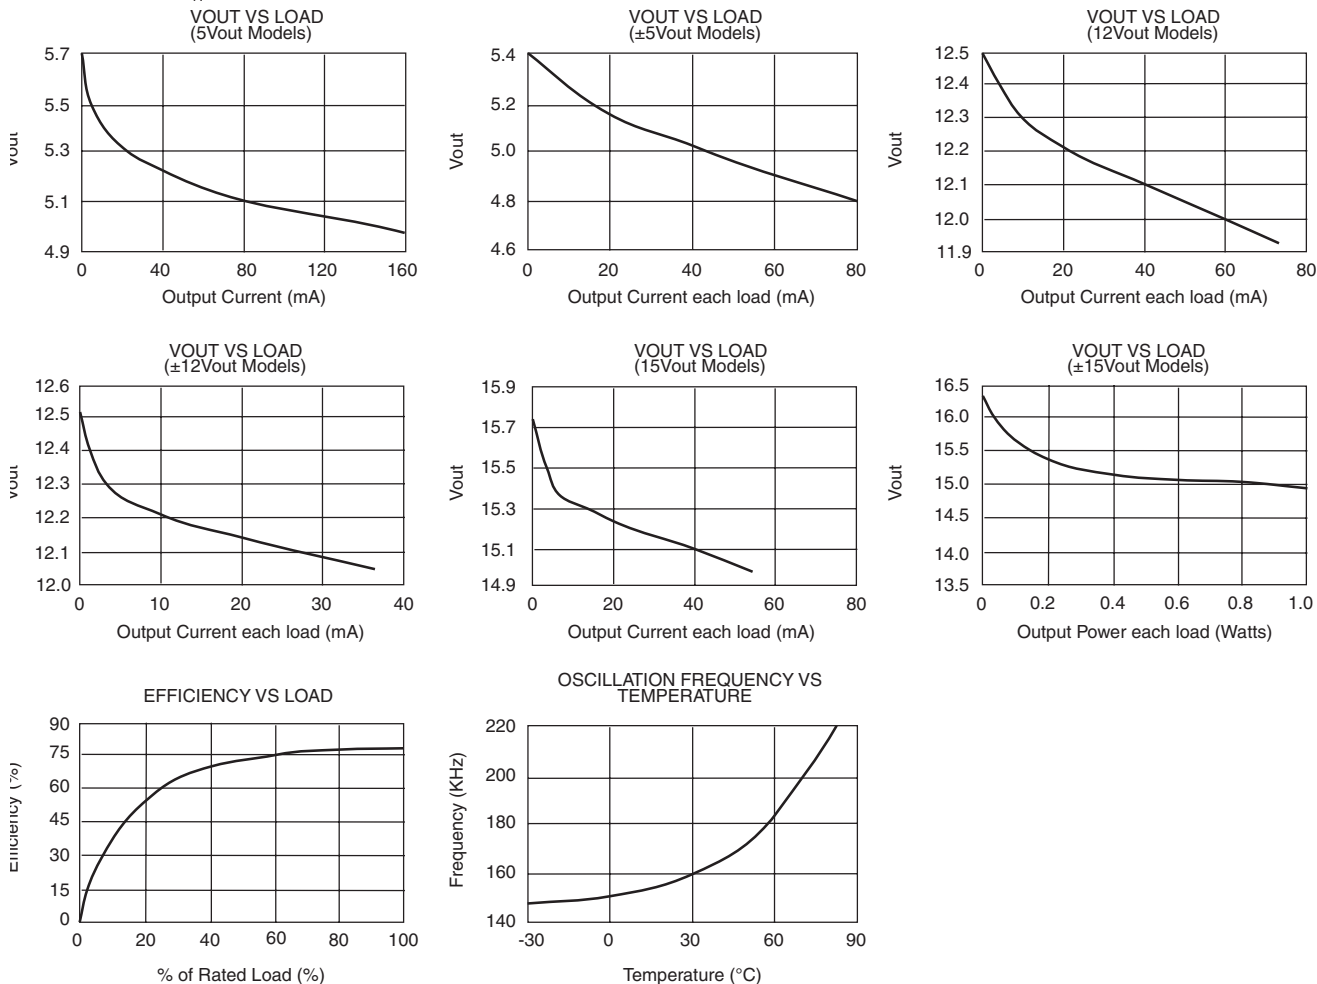 VOUT VS LOAD
(5Vout Models)
5.7
5.5
5.3
5.1
4.9
Vout
0 40 80 120 160
Output Current (mA)
VOUT VS LOAD
(±5Vout Models)
5.4
5.2
5.0
4.8
4.6
Vout
0 20 40 60 80
Output Current each load (mA)
VOUT VS LOAD
(12Vout Models)
12.5
12.4
12.3
12.2
12.1
12.0
11.9
Vout
0 20 40 60 80
Output Current each load (mA)
VOUT VS LOAD
(±12Vout Models)
12.6
12.5
12.4
12.3
12.2
12.1
12.0
Vout
0 10 20 30 40
Output Current each load (mA)
VOUT VS LOAD
(15Vout Models)
15.9
15.7
15.5
15.3
15.1
14.9
Vout
0 20 40 60 80
Output Current each load (mA)
VOUT VS LOAD
(±15Vout Models)
16.5
16.0
15.5
15.0
14.5
14.0
13.5
Vout
0 0.2 0.4 0.6 0.8 1.0
Output Power each load (Watts)
EFFICIENCY VS LOAD
90
75
60
45
30
15
0
Efficiency (%)
0 20 40 60 80 100
% of Rated Load (%)
OSCILLATION FREQUENCY VS
TEMPERATURE
220
200
180
160
140
Frequency (KHz)
-30 0 30 60 90
Temperature (°C)